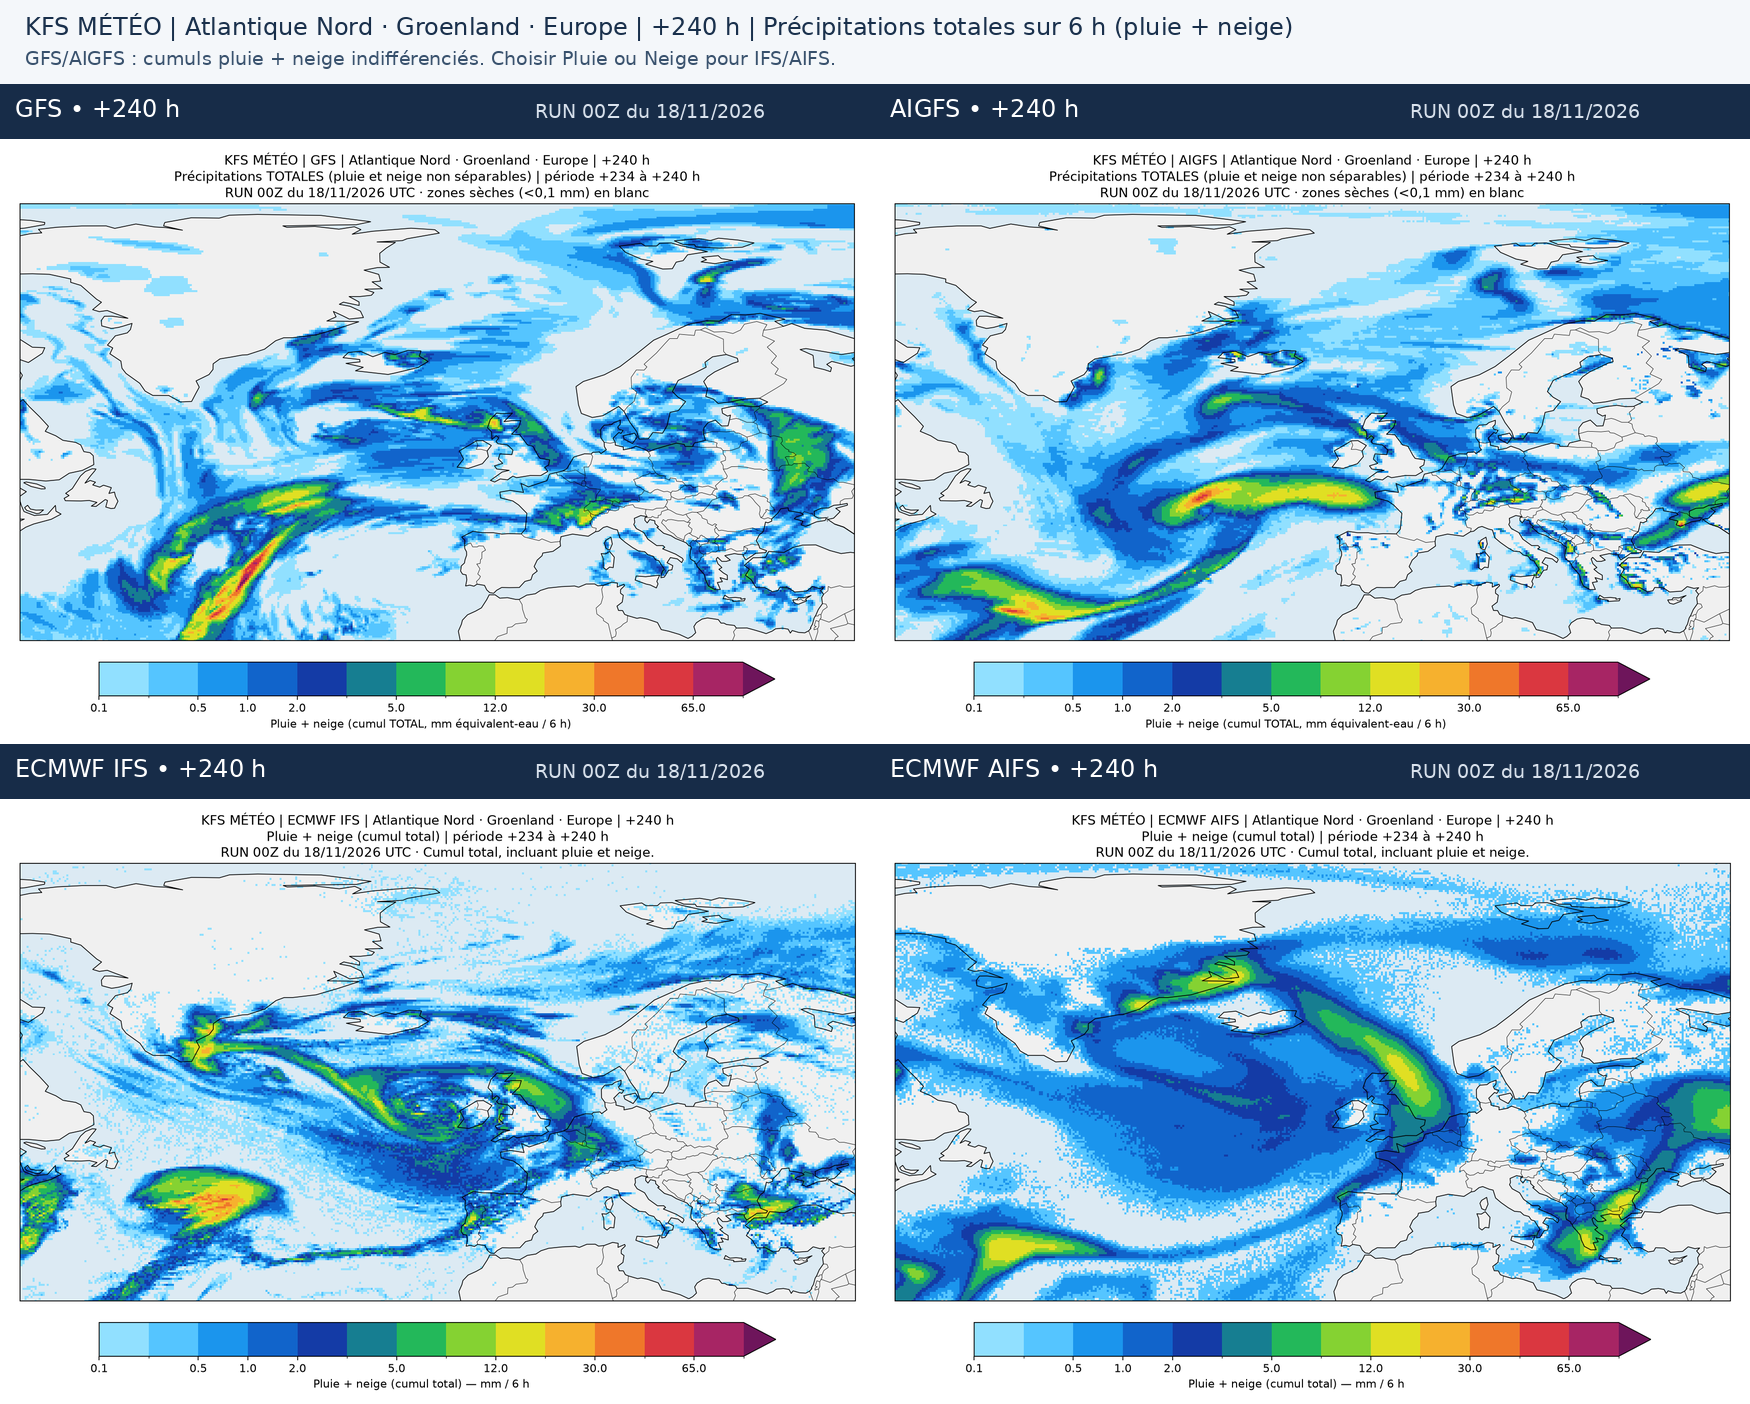 KFS MÉTÉO | Atlantique Nord · Groenland · Europe | +240 h | Précipitations totales sur 6 h (pluie + neige)
GFS/AIGFS : cumuls pluie + neige indifférenciés. Choisir Pluie ou Neige pour IFS/AIFS.
GFS • +240 h
RUN 00Z du 18/11/2026
AIGFS • +240 h
RUN 00Z du 18/11/2026
KFS MÉTÉO | GFS | Atlantique Nord · Groenland · Europe | +240 h
Précipitations TOTALES (pluie et neige non séparables) | période +234 à +240 h
RUN 00Z du 18/11/2026 UTC · zones sèches (<0,1 mm) en blanc
KFS MÉTÉO | AIGFS | Atlantique Nord · Groenland · Europe | +240 h
Précipitations TOTALES (pluie et neige non séparables) | période +234 à +240 h
RUN 00Z du 18/11/2026 UTC · zones sèches (<0,1 mm) en blanc
0.1 0.5 1.0 2.0 5.0 12.0 30.0 65.0
Pluie + neige (cumul TOTAL, mm équivalent-eau / 6 h)
0.1 0.5 1.0 2.0 5.0 12.0 30.0 65.0
Pluie + neige (cumul TOTAL, mm équivalent-eau / 6 h)
ECMWF IFS • +240 h
RUN 00Z du 18/11/2026
ECMWF AIFS • +240 h
RUN 00Z du 18/11/2026
KFS MÉTÉO | ECMWF IFS | Atlantique Nord · Groenland · Europe | +240 h
Pluie + neige (cumul total) | période +234 à +240 h
RUN 00Z du 18/11/2026 UTC · Cumul total, incluant pluie et neige.
KFS MÉTÉO | ECMWF AIFS | Atlantique Nord · Groenland · Europe | +240 h
Pluie + neige (cumul total) | période +234 à +240 h
RUN 00Z du 18/11/2026 UTC · Cumul total, incluant pluie et neige.
0.1 0.5 1.0 2.0 5.0 12.0 30.0 65.0
Pluie + neige (cumul total) — mm / 6 h
0.1 0.5 1.0 2.0 5.0 12.0 30.0 65.0
Pluie + neige (cumul total) — mm / 6 h